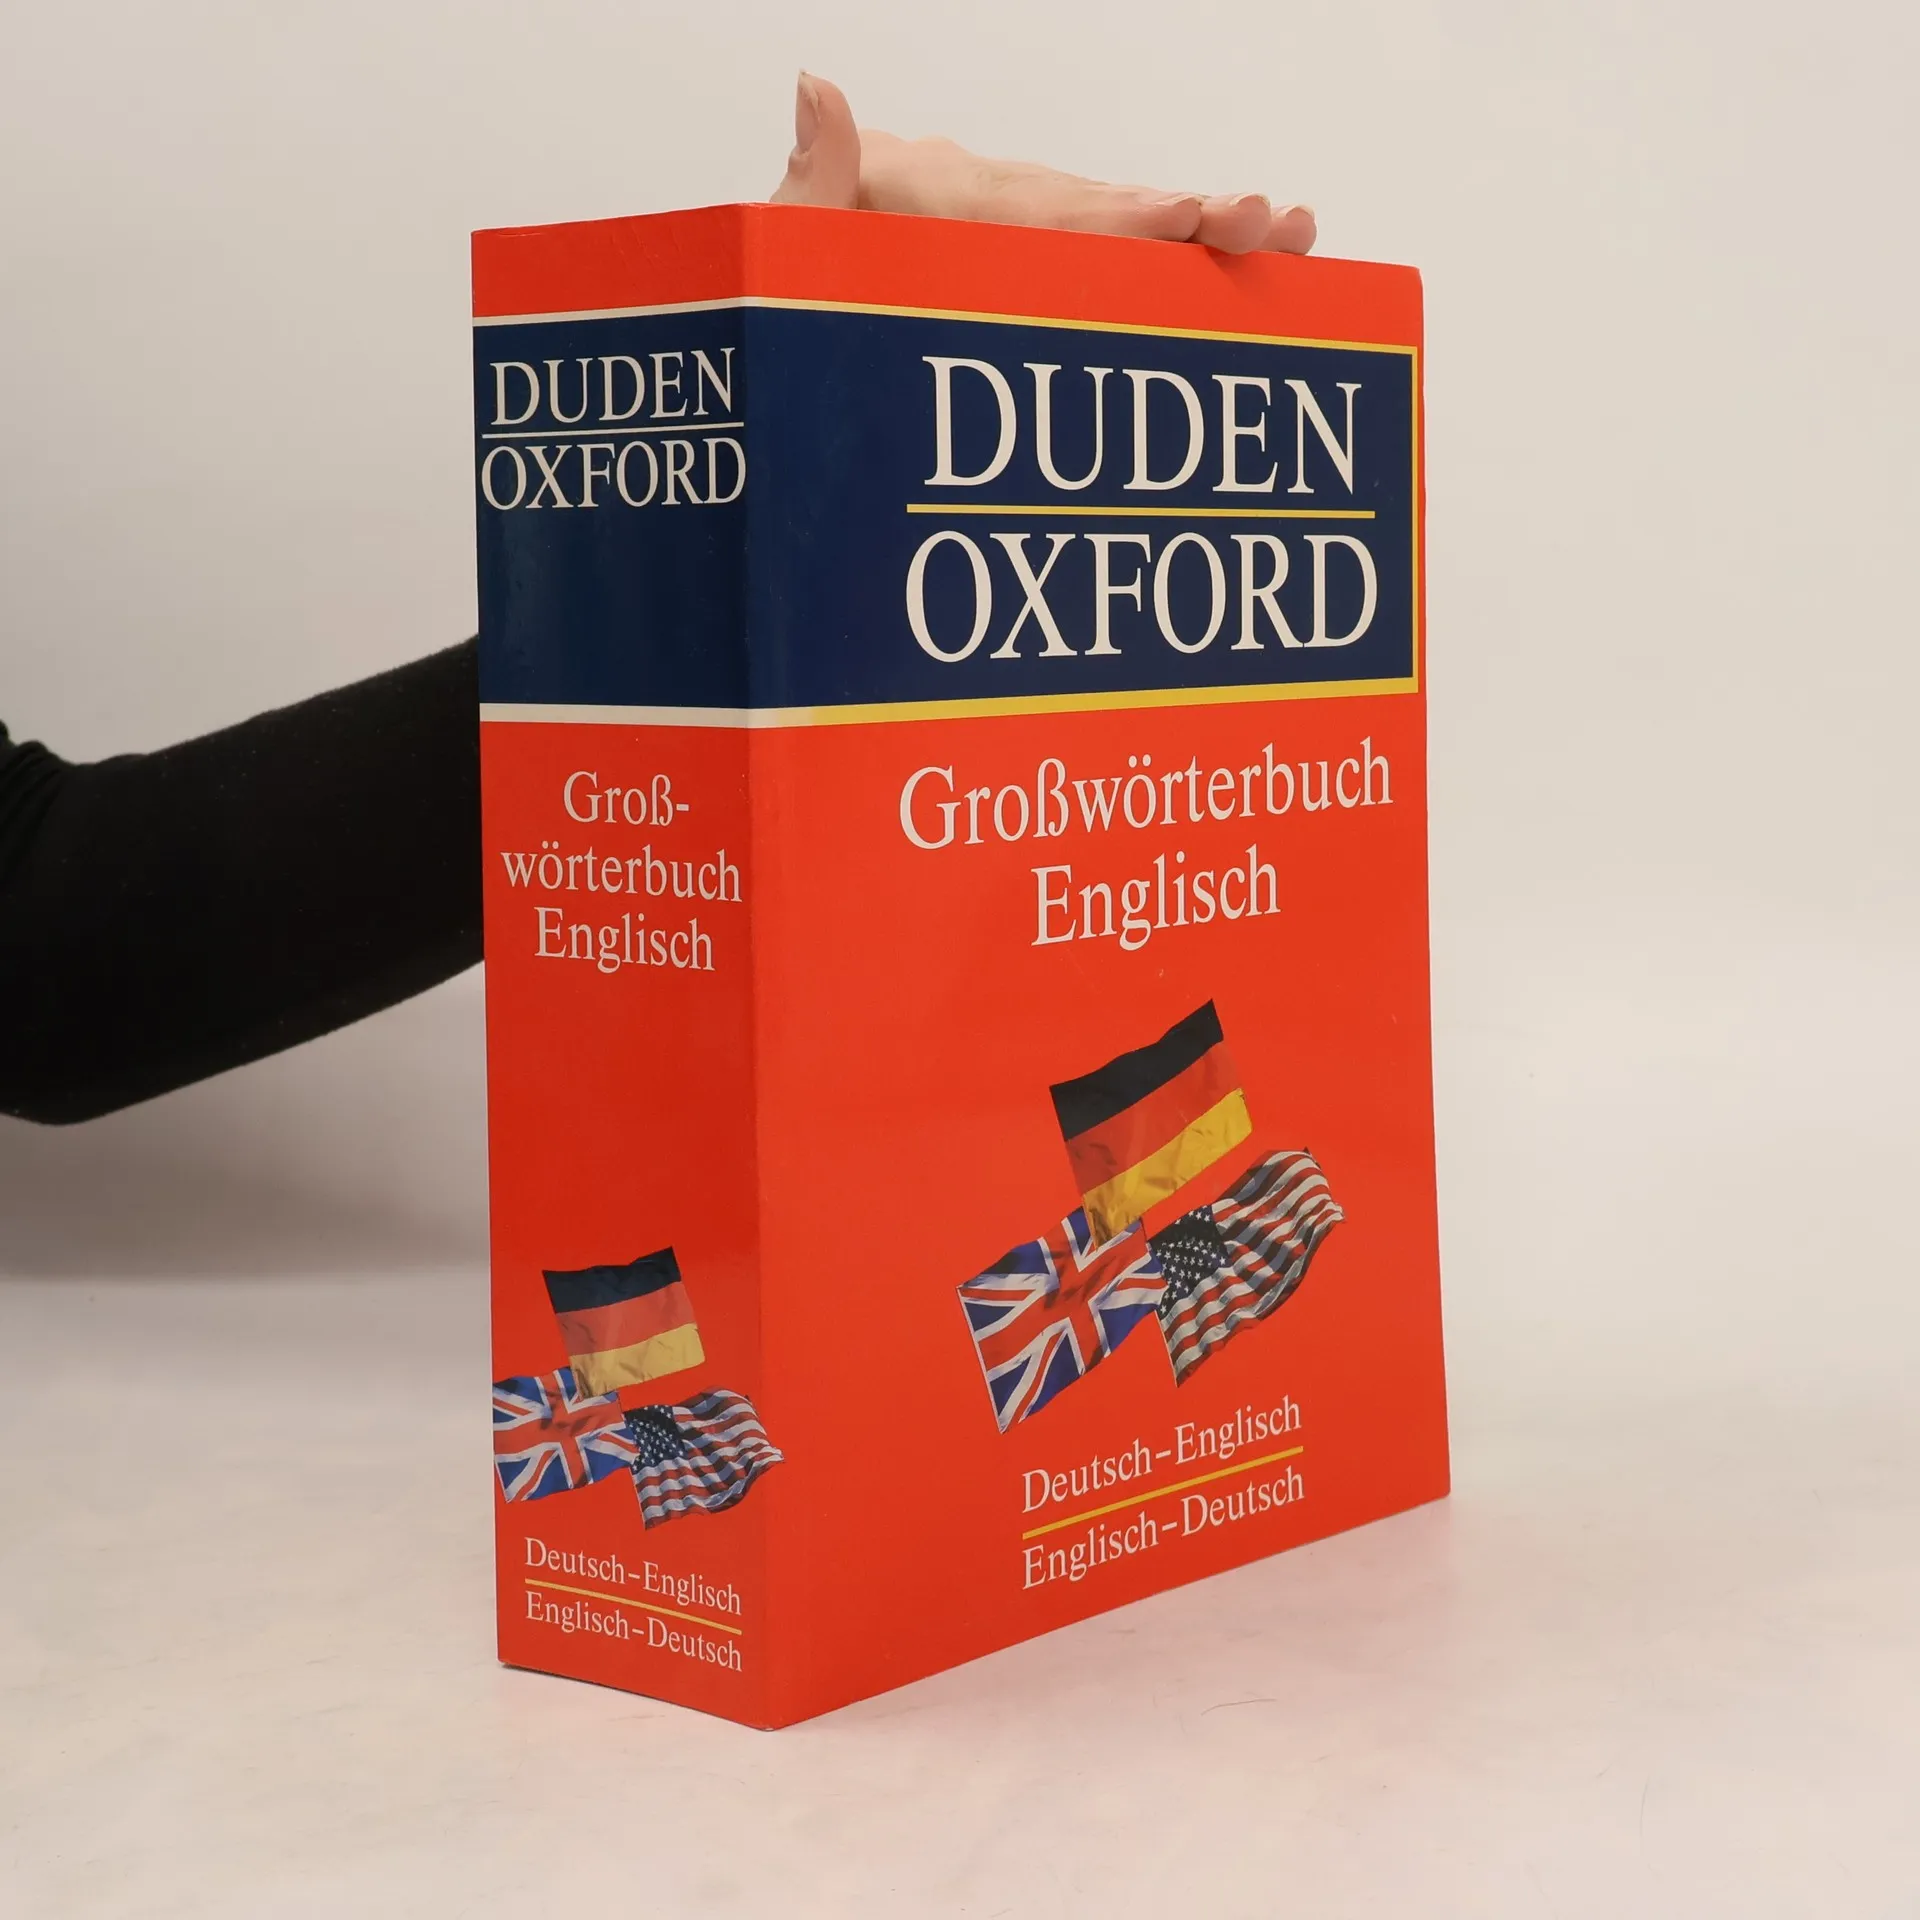 DUDEN
OXFORD
Groß-
wörterbuch
Englisch
Deutsch–Englisch
Englisch–Deutsch
DUDEN
OXFORD
Großwörterbuch
Englisch
Deutsch–Englisch
Englisch–Deutsch